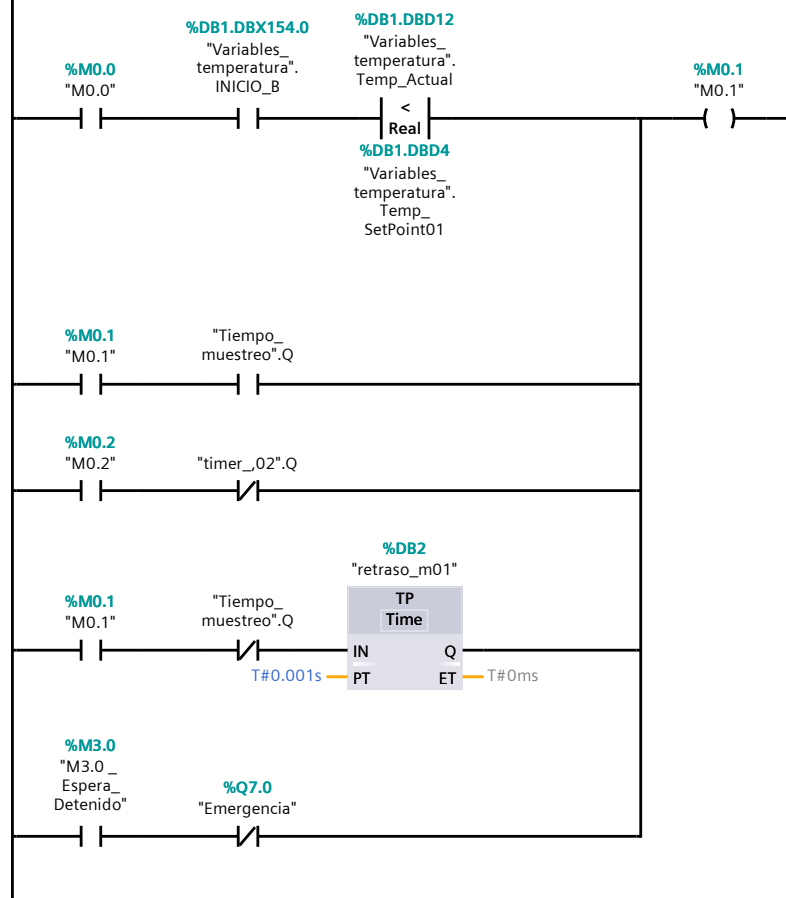 %DB1.DBX154.0
"Variables_
temperatura".
INICIO_B
%DB1.DBD12
"Variables_
temperatura".
Temp_Actual
%M0.0
"M0.0"
%M0.1
"M0.1"
<
Real
%DB1.DBD4
"Variables_
temperatura".
Temp_
SetPoint01
%M0.1
"M0.1"
"Tiempo_
muestreo".Q
%M0.2
"M0.2"
"timer_,02".Q
%DB2
"retraso_m01"
%M0.1
"M0.1"
"Tiempo_
muestreo".Q
TP
Time
IN
Q
T#0.001s
PT
ET
T#0ms
%M3.0
"M3.0 _
Espera_
Detenido"
%Q7.0
"Emergencia"